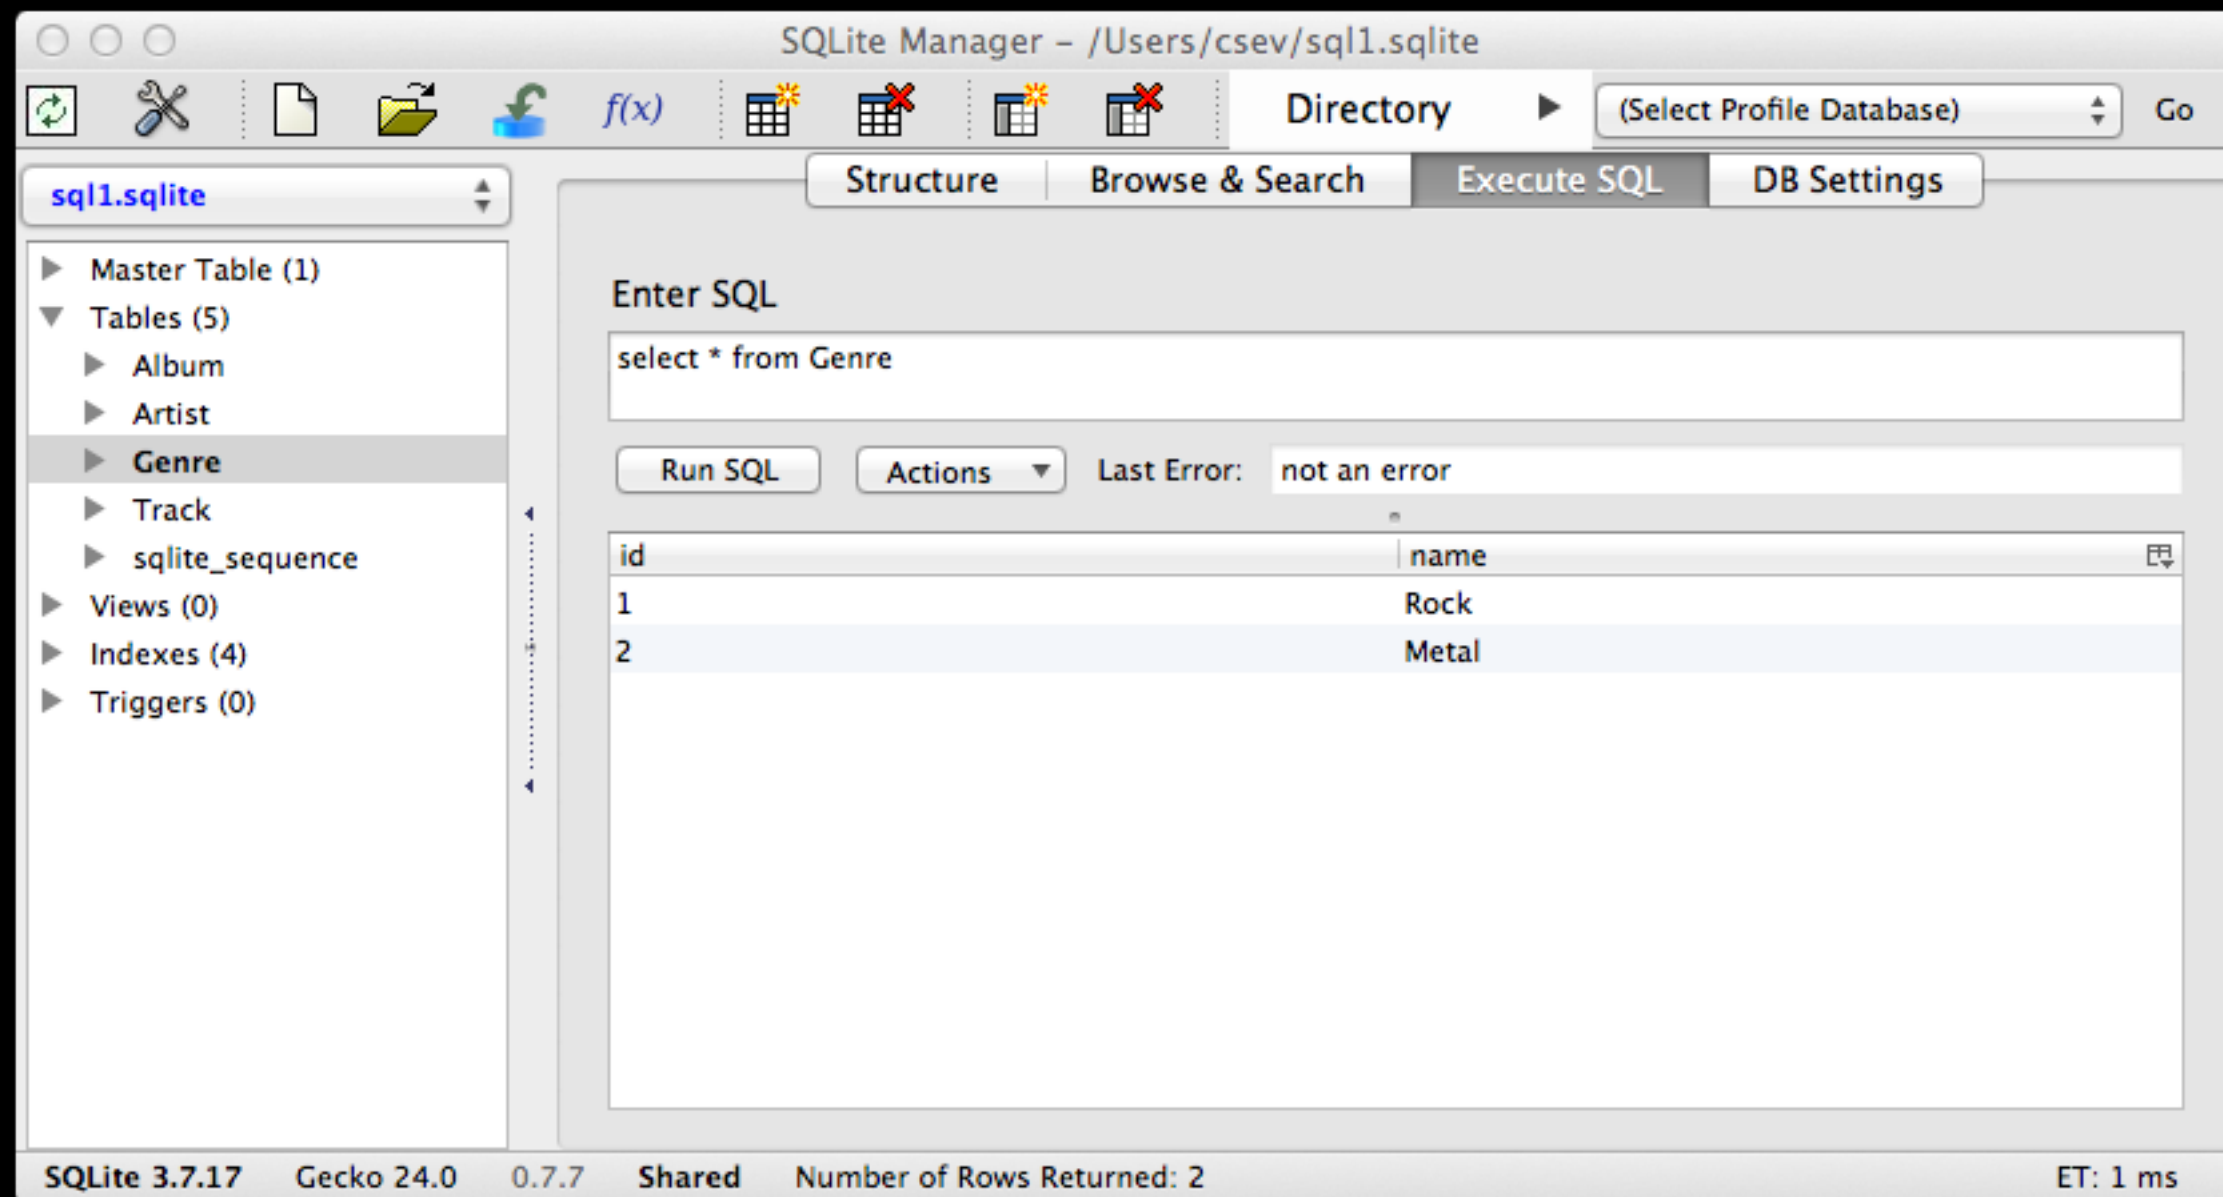 SQLite Manager – /Users/csev/sql1.sqlite
f(x) Directory (Select Profile Database) Go
sql1.sqlite
Structure Browse & Search Execute SQL DB Settings
Master Table (1)
Tables (5)
Album
Artist
Genre
Track
sqlite_sequence
Views (0)
Indexes (4)
Triggers (0)
Enter SQL
select * from Genre
Run SQL Actions Last Error: not an error
id name
1 Rock
2 Metal
SQLite 3.7.17 Gecko 24.0 0.7.7 Shared Number of Rows Returned: 2 ET: 1 ms